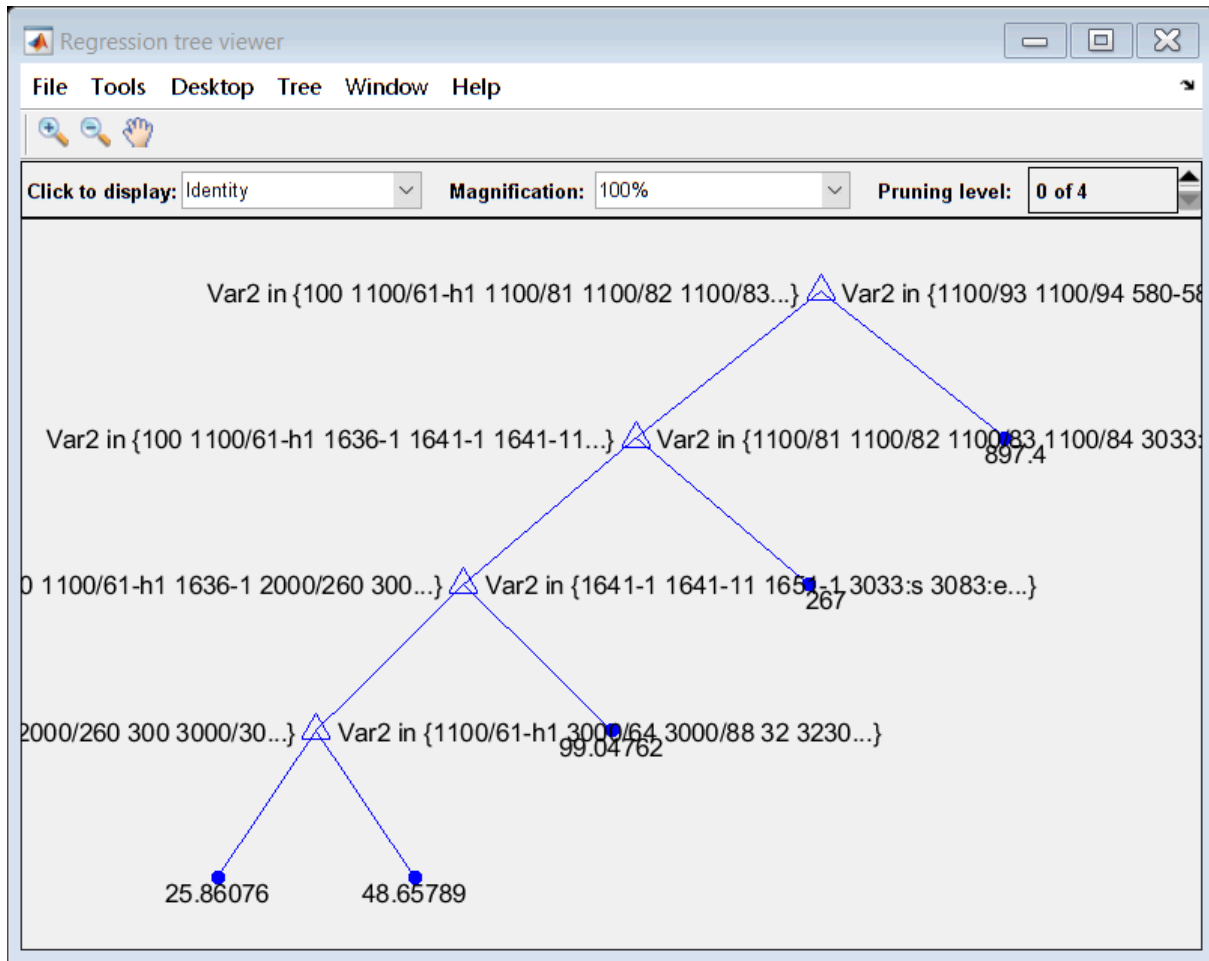 Regression tree viewer
File Tools Desktop Tree Window Help
Click to display: Identity Magnification: 100% Pruning level: 0 of 4
Var2 in {100 1100/61-h1 1100/81 1100/82 1100/83...} Var2 in {1100/93 1100/94 580-58
Var2 in {100 1100/61-h1 1636-1 1641-1 1641-11...} Var2 in {1100/81 1100/82 1100/83 1100/84 3033:
897.4
0 1100/61-h1 1636-1 2000/260 300...} Var2 in {1641-1 1641-11 1651-1 3033:s 3083:e...}
267
2000/260 300 3000/30...} Var2 in {1100/61-h1 3000/64 3000/88 32 3230...}
99.04762
25.86076 48.65789